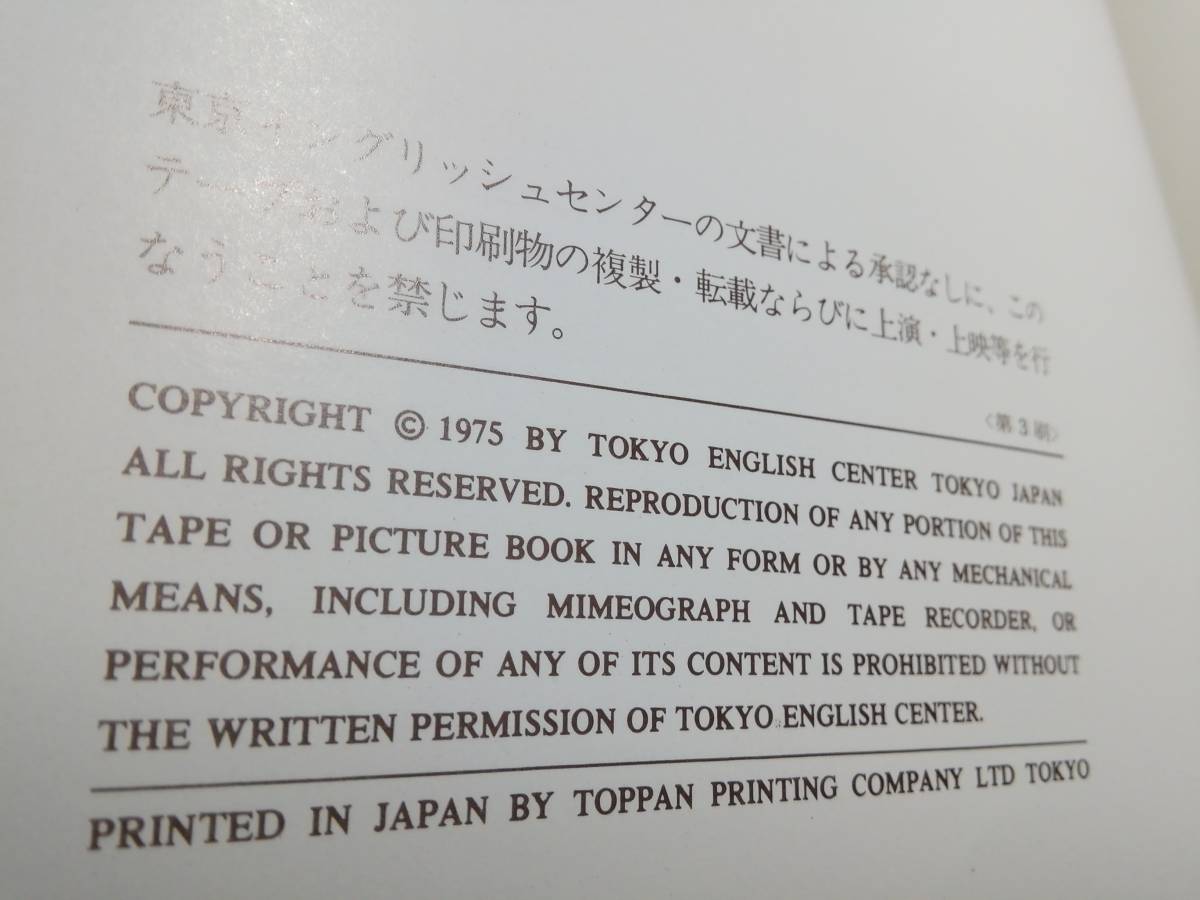 東京イングリッシュセンターの文書による承認なしに、この
テープおよび印刷物の複製・転載ならびに上演・上映等を行
なうことを禁じます。
〈第3刷〉
COPYRIGHT © 1975 BY TOKYO ENGLISH CENTER TOKYO JAPAN
ALL RIGHTS RESERVED. REPRODUCTION OF ANY PORTION OF THIS
TAPE OR PICTURE BOOK IN ANY FORM OR BY ANY MECHANICAL
MEANS, INCLUDING MIMEOGRAPH AND TAPE RECORDER, OR
PERFORMANCE OF ANY OF ITS CONTENT IS PROHIBITED WITHOUT
THE WRITTEN PERMISSION OF TOKYO ENGLISH CENTER.
PRINTED IN JAPAN BY TOPPAN PRINTING COMPANY LTD TOKYO